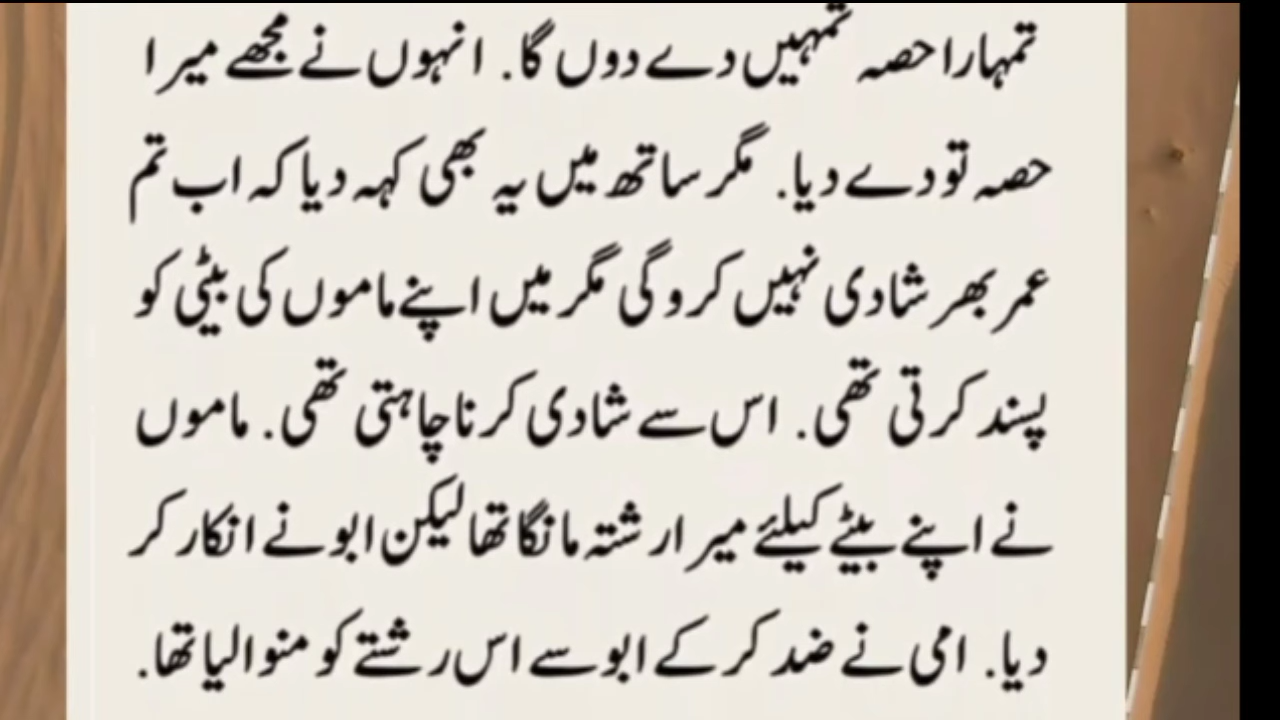 تمہارا حصہ تمہیں دے دوں گا. انہوں نے مجھے میرا
حصہ تو دے دیا. مگر ساتھ میں یہ بھی کہہ دیا کہ اب تم
عمر بھر شادی نہیں کرو گی مگر میں اپنے ماموں کی بیٹی کو
پسند کرتی تھی. اس سے شادی کرنا چاہتی تھی. ماموں
نے اپنے بیٹے کیلئے میرا رشتہ مانگا تھا لیکن ابو نے انکار کر
دیا. امی نے ضد کر کے ابو سے اس رشتے کو منوا لیا تھا.